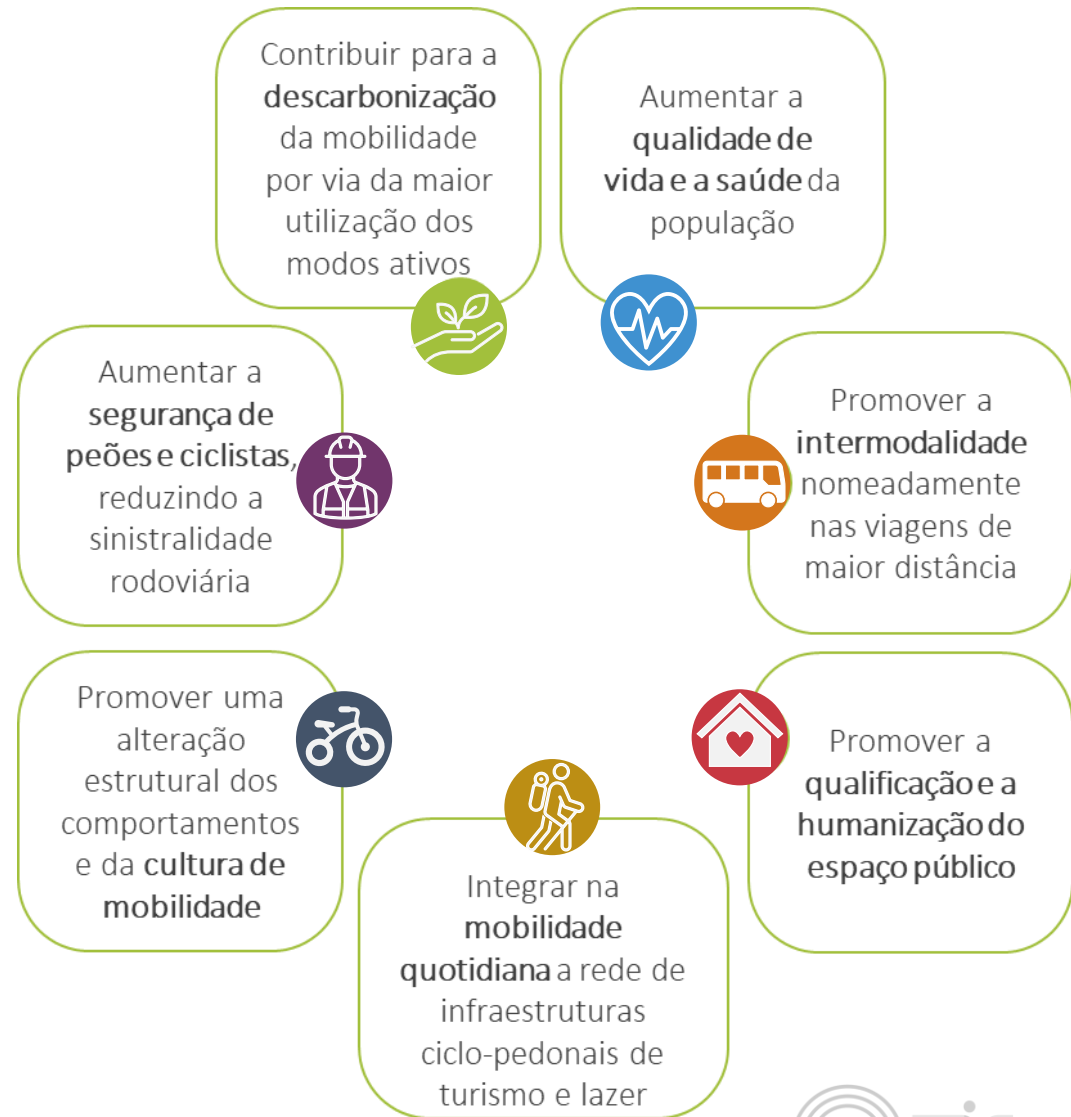 Contribuir para a
descarbonização
da mobilidade
por via da maior
utilização dos
modos ativos
Aumentar a
qualidade de
vida e a saúde da
população
Aumentar a
segurança de
peões e ciclistas,
reduzindo a
sinistralidade
rodoviária
Promover a
intermodalidade
nomeadamente
nas viagens de
maior distância
Promover uma
alteração
estrutural dos
comportamentos
e da cultura de
mobilidade
Promover a
qualificação e a
humanização do
espaço público
Integrar na
mobilidade
quotidiana a rede de
infraestruturas
ciclo-pedonais de
turismo e lazer